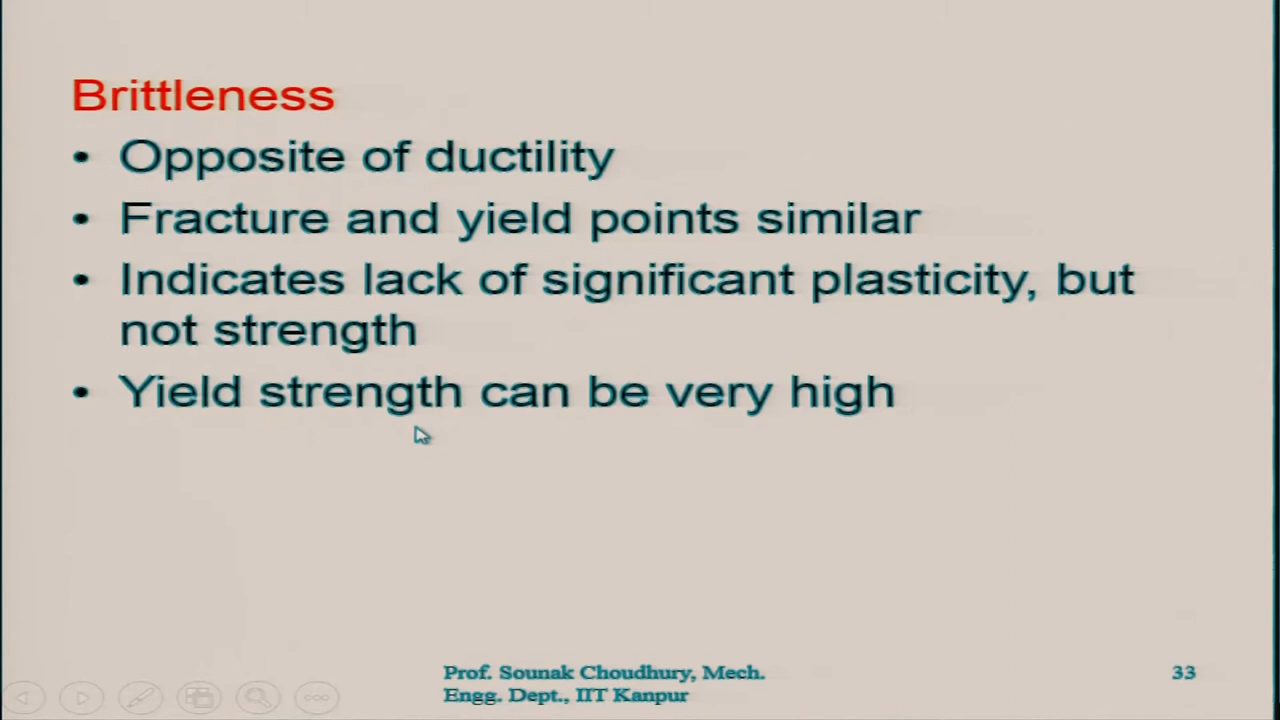 Brittleness
• Opposite of ductility
• Fracture and yield points similar
• Indicates lack of significant plasticity, but
not strength
• Yield strength can be very high
Prof. Sounak Choudhury, Mech.
Engg. Dept., IIT Kanpur
33